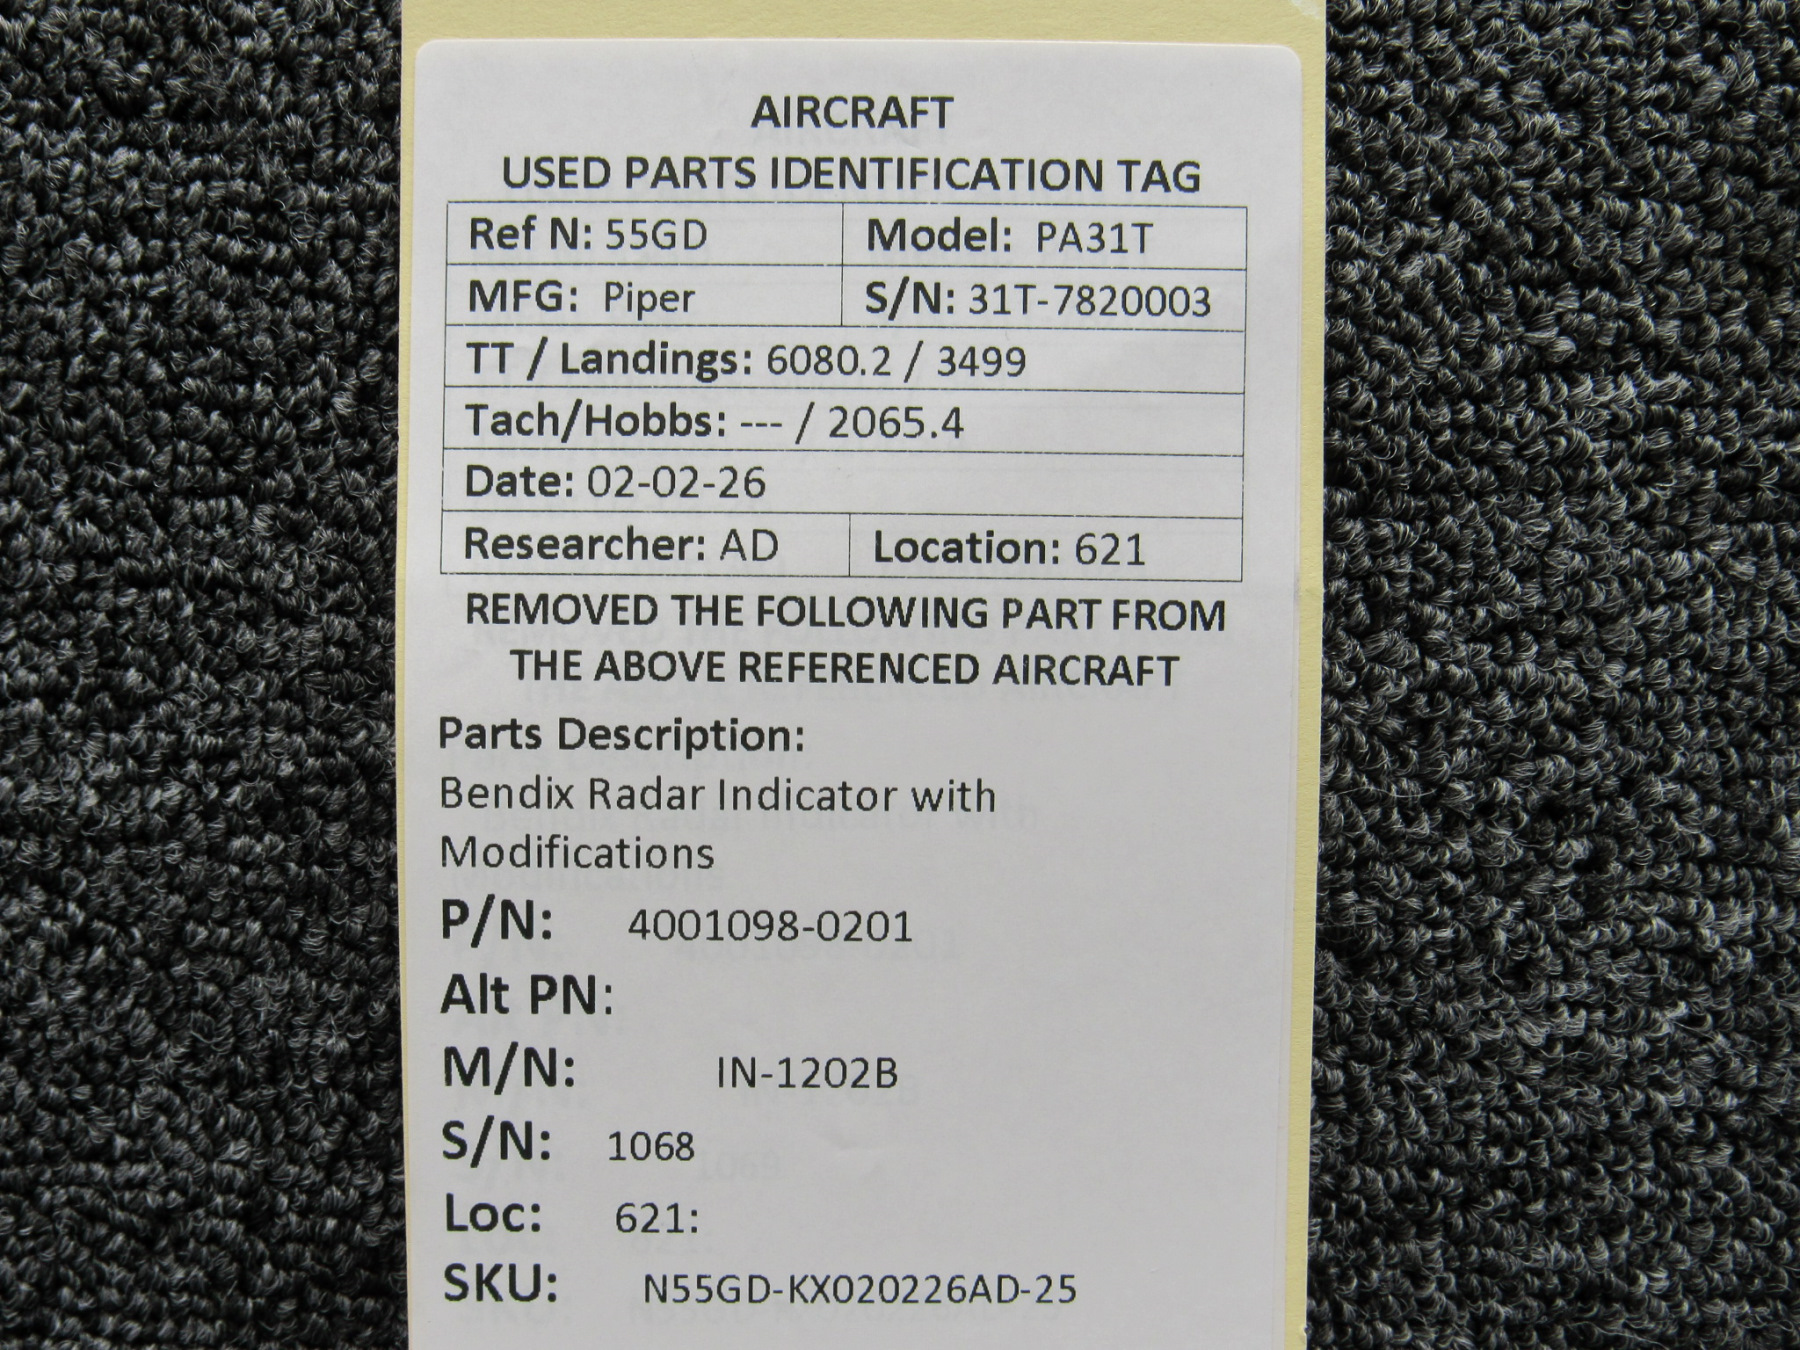 AIRCRAFT
USED PARTS IDENTIFICATION TAG
Ref N: 55GD Model: PA31T
MFG: Piper S/N: 31T-7820003
TT / Landings: 6080.2 / 3499
Tach/Hobbs: --- / 2065.4
Date: 02-02-26
Researcher: AD Location: 621
REMOVED THE FOLLOWING PART FROM
THE ABOVE REFERENCED AIRCRAFT
Parts Description:
Bendix Radar Indicator with
Modifications
P/N: 4001098-0201
Alt PN:
M/N: IN-1202B
S/N: 1068
Loc: 621:
SKU: N55GD-KX020226AD-25